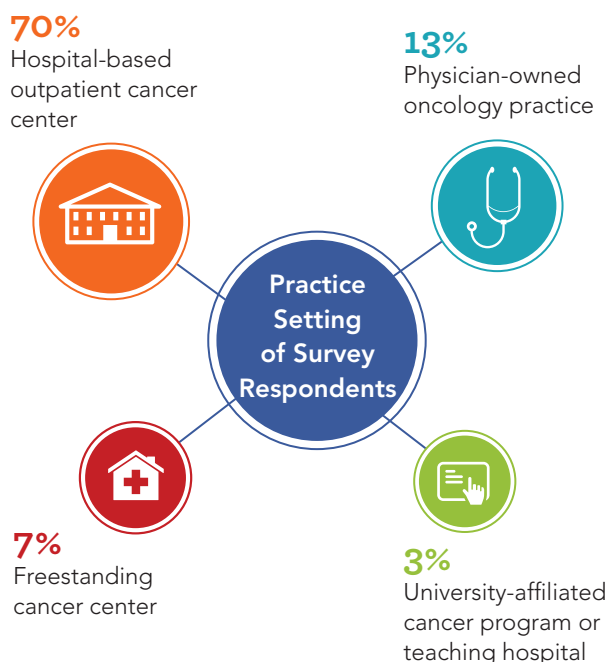 70%
Hospital-based
outpatient cancer
center
13%
Physician-owned
oncology practice
Practice
Setting
of Survey
Respondents
7%
Freestanding
cancer center
3%
University-affiliated
cancer program or
teaching hospital